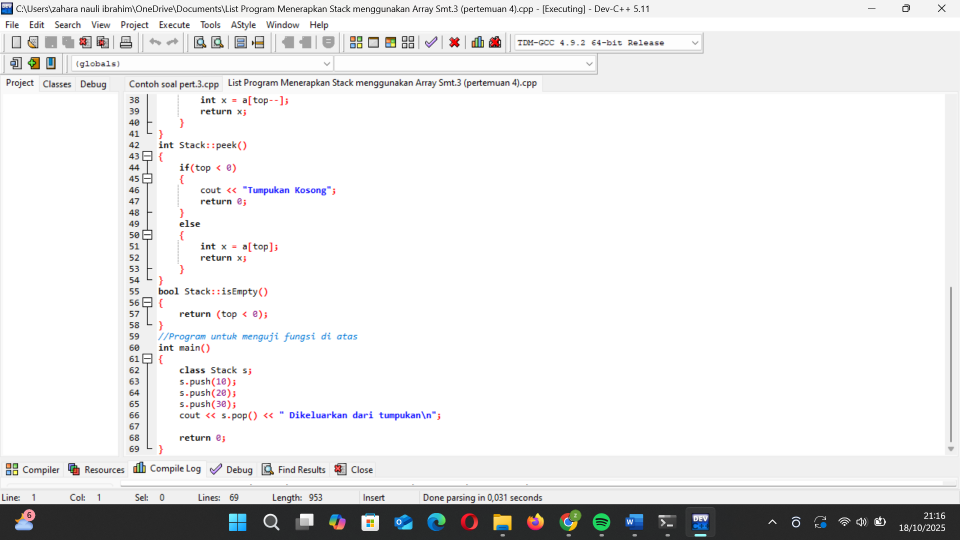 C:\Users\zahara nauli ibrahim\OneDrive\Documents\List Program Menerapkan Stack menggunakan Array Smt.3 (pertemuan 4).cpp - [Executing] - Dev-C++ 5.11
File Edit Search View Project Execute Tools AStyle Window Help
TDM-GCC 4.9.2 64-bit Release
(globals)
Project Classes Debug
Contoh soal pert.3.cpp List Program Menerapkan Stack menggunakan Array Smt.3 (pertemuan 4).cpp
38 int x = a[top--];
39 return x;
40 }
41 }
42 int Stack::peek()
43 {
44 if(top < 0)
45 {
46 cout << "Tumpukan Kosong";
47 return 0;
48 }
49 else
50 {
51 int x = a[top];
52 return x;
53 }
54 }
55 bool Stack::isEmpty()
56 {
57 return (top < 0);
58 }
59 //Program untuk menguji fungsi di atas
60 int main()
61 {
62 class Stack s;
63 s.push(10);
64 s.push(20);
65 s.push(30);
66 cout << s.pop() << " Dikeluarkan dari tumpukan\n";
67
68 return 0;
69 }
Compiler Resources Compile Log Debug Find Results Close
Line: 1 Col: 1 Sel: 0 Lines: 69 Length: 953 Insert Done parsing in 0,031 seconds
6
DEV
21:16
18/10/2025